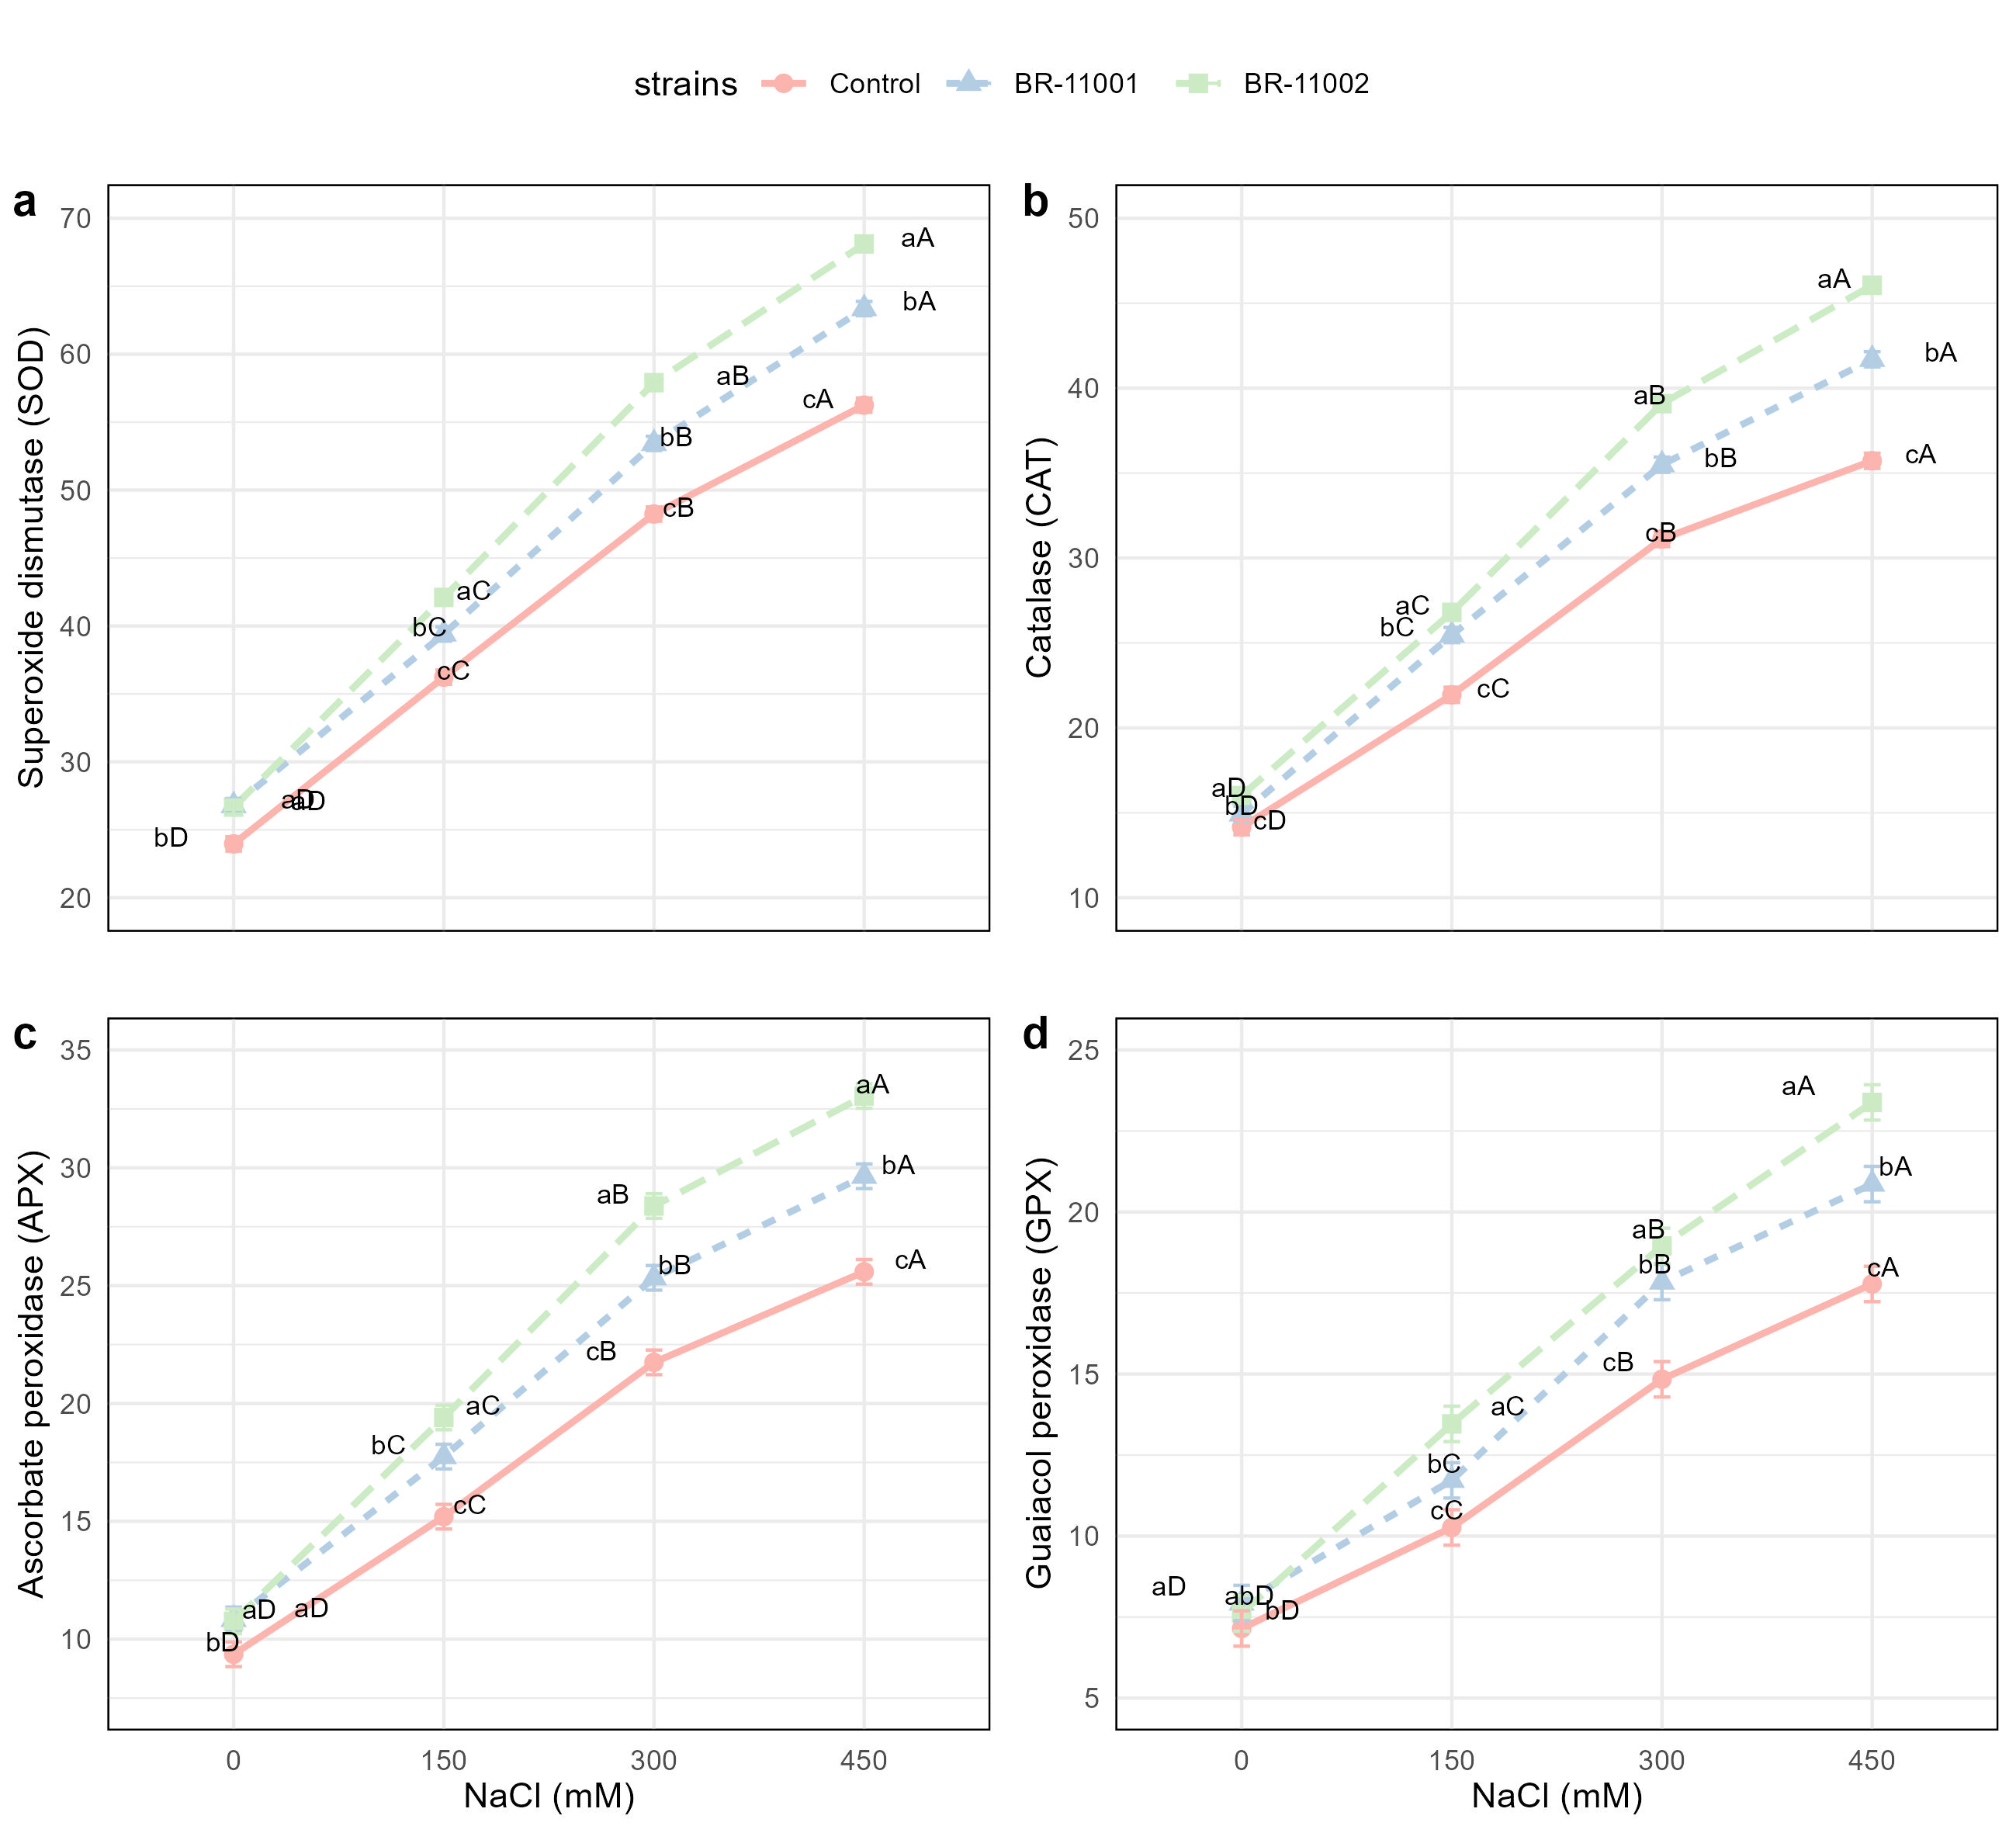 strains Control BR-11001 BR-11002
a
Superoxide dismutase (SOD)
70
60
50
40
30
20
aA
bA
aB
cA
bB
cB
aC
bC
cC
aD
aD
bD
b
Catalase (CAT)
50
40
30
20
10
aA
bA
aB
cA
bB
cB
aC
bC
cC
aD
bD
cD
c
Ascorbate peroxidase (APX)
35
30
25
20
15
10
aA
bA
aB
cA
bB
cB
aC
bC
cC
aD
aD
bD
0 150 300 450
NaCl (mM)
d
Guaiacol peroxidase (GPX)
25
20
15
10
5
aA
bA
aB
bB
cA
cB
aC
bC
cC
aD
abD
bD
0 150 300 450
NaCl (mM)